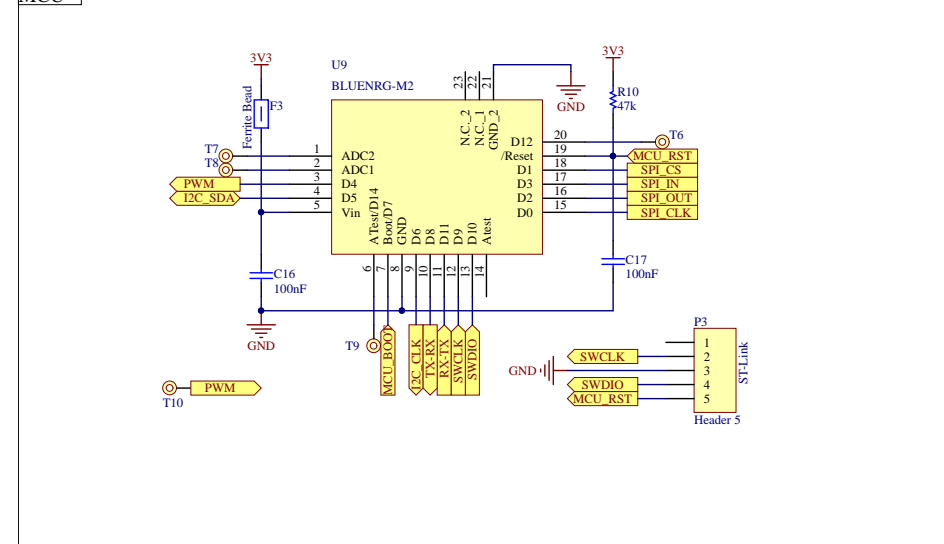 MCU
3V3
Ferrite Bead
F3
U9
BLUENRG-M2
23
22
21
GND
3V3
R10
47k
N.C._2
N.C._1
GND_2
T7
1
ADC2
T8
2
ADC1
PWM
3
D4
I2C_SDA
4
D5
5
Vin
D12
20
T6
/Reset
19
MCU_RST
D1
18
SPI_CS
D3
17
SPI_IN
D2
16
SPI_OUT
D0
15
SPI_CLK
ATest/D14
Boot/D7
GND
D6
D8
D11
D9
D10
Atest
6
7
8
9
10
11
12
13
14
C16
100nF
C17
100nF
GND
T9
MCU_BOOT
I2C_CLK
TX-RX
RX-TX
SWCLK
SWDIO
P3
1
SWCLK
2
GND
3
SWDIO
4
MCU_RST
5
ST-Link
Header 5
T10
PWM